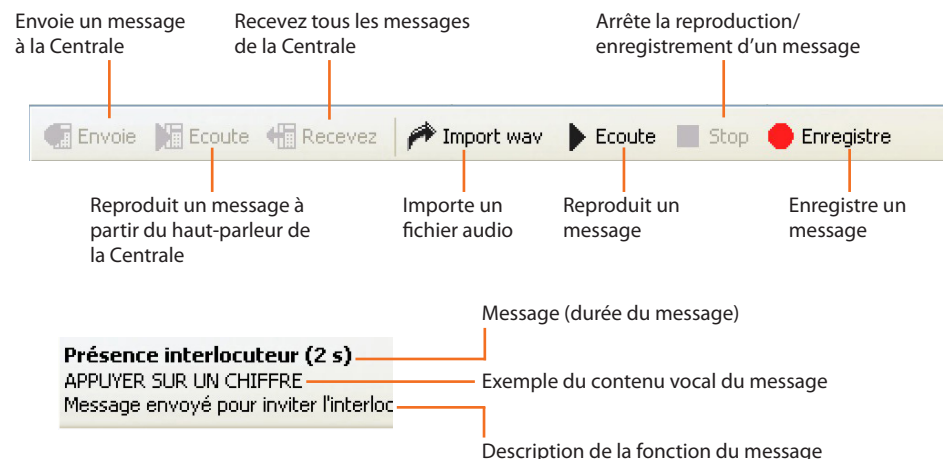 Envoie un message
à la Centrale
Recevez tous les messages
de la Centrale
Arrête la reproduction/
enregistrement d'un message
Envoie Ecoute Recevez Import wav Ecoute Stop Enregistre
Reproduit un message à
partir du haut-parleur de
la Centrale
Importe un
fichier audio
Reproduit un
message
Enregistre un
message
Message (durée du message)
Présence interlocuteur (2 s)
APPUYER SUR UN CHIFFRE
Exemple du contenu vocal du message
Message envoyé pour inviter l'interloc
Description de la fonction du message